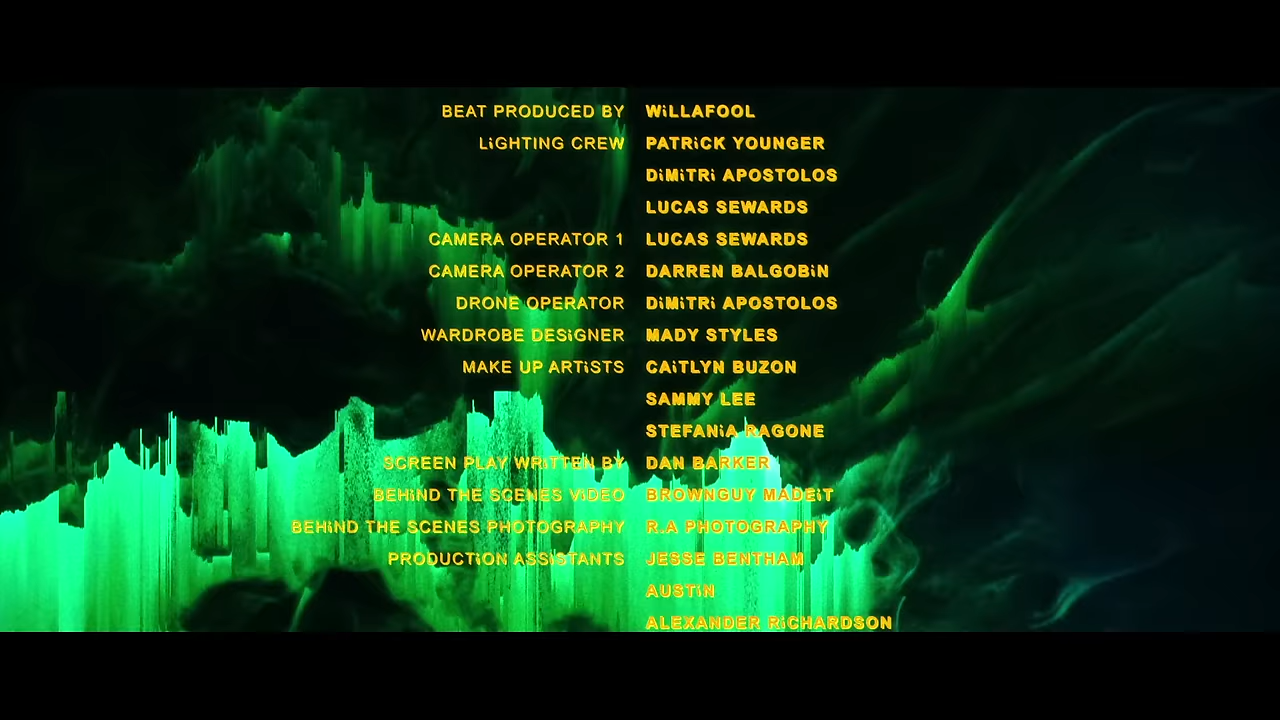 BEAT PRODUCED BY WiLLAFOOL
LiGHTING CREW PATRiCK YOUNGER
DiMiTRi APOSTOLOS
LUCAS SEWARDS
CAMERA OPERATOR 1 LUCAS SEWARDS
CAMERA OPERATOR 2 DARREN BALGOBiN
DRONE OPERATOR DiMiTRi APOSTOLOS
WARDROBE DESiGNER MADY STYLES
MAKE UP ARTiSTS CAiTLYN BUZON
SAMMY LEE
STEFANiA RAGONE
SCREEN PLAY WRiTTEN BY DAN BARKER
BEHiND THE SCENES ViDEO BROWNGUY MADEiT
BEHiND THE SCENES PHOTOGRAPHY R.A PHOTOGRAPHY
PRODUCTiON ASSiSTANTS JESSE BENTHAM
AUSTiN
ALEXANDER RiCHARDSON